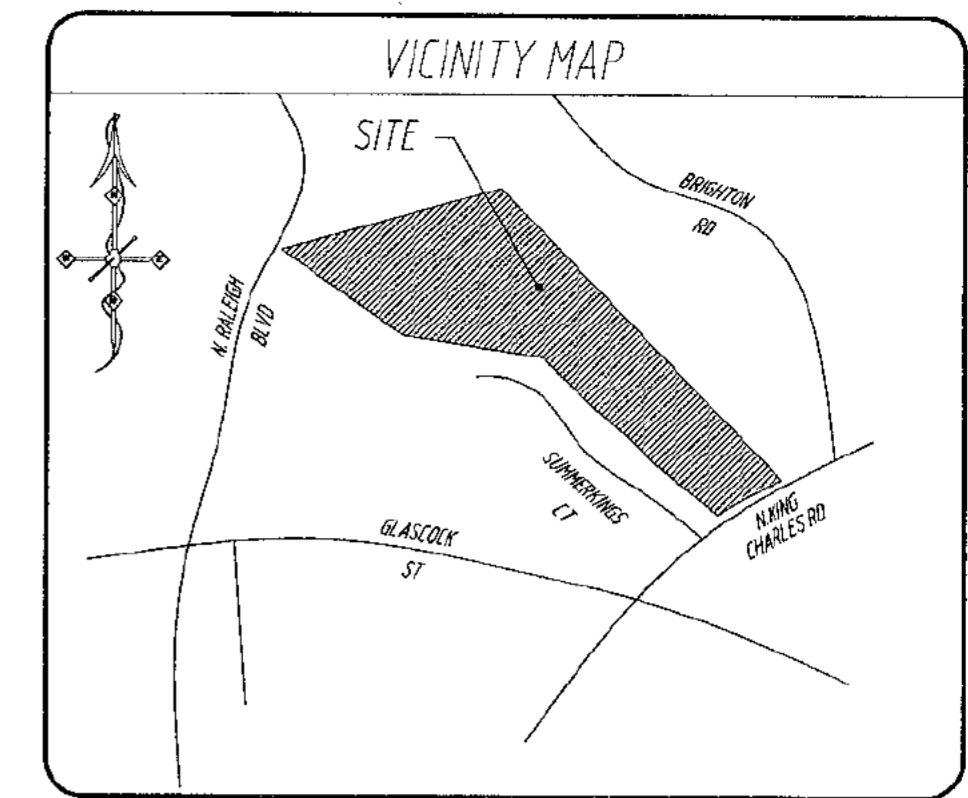 VICINITY MAP
SITE
BRIGHTON
RD
N. RALEIGH
BLVD
SUMMERKINGS
CT
N.KING
CHARLES RD
GLASCOCK
ST